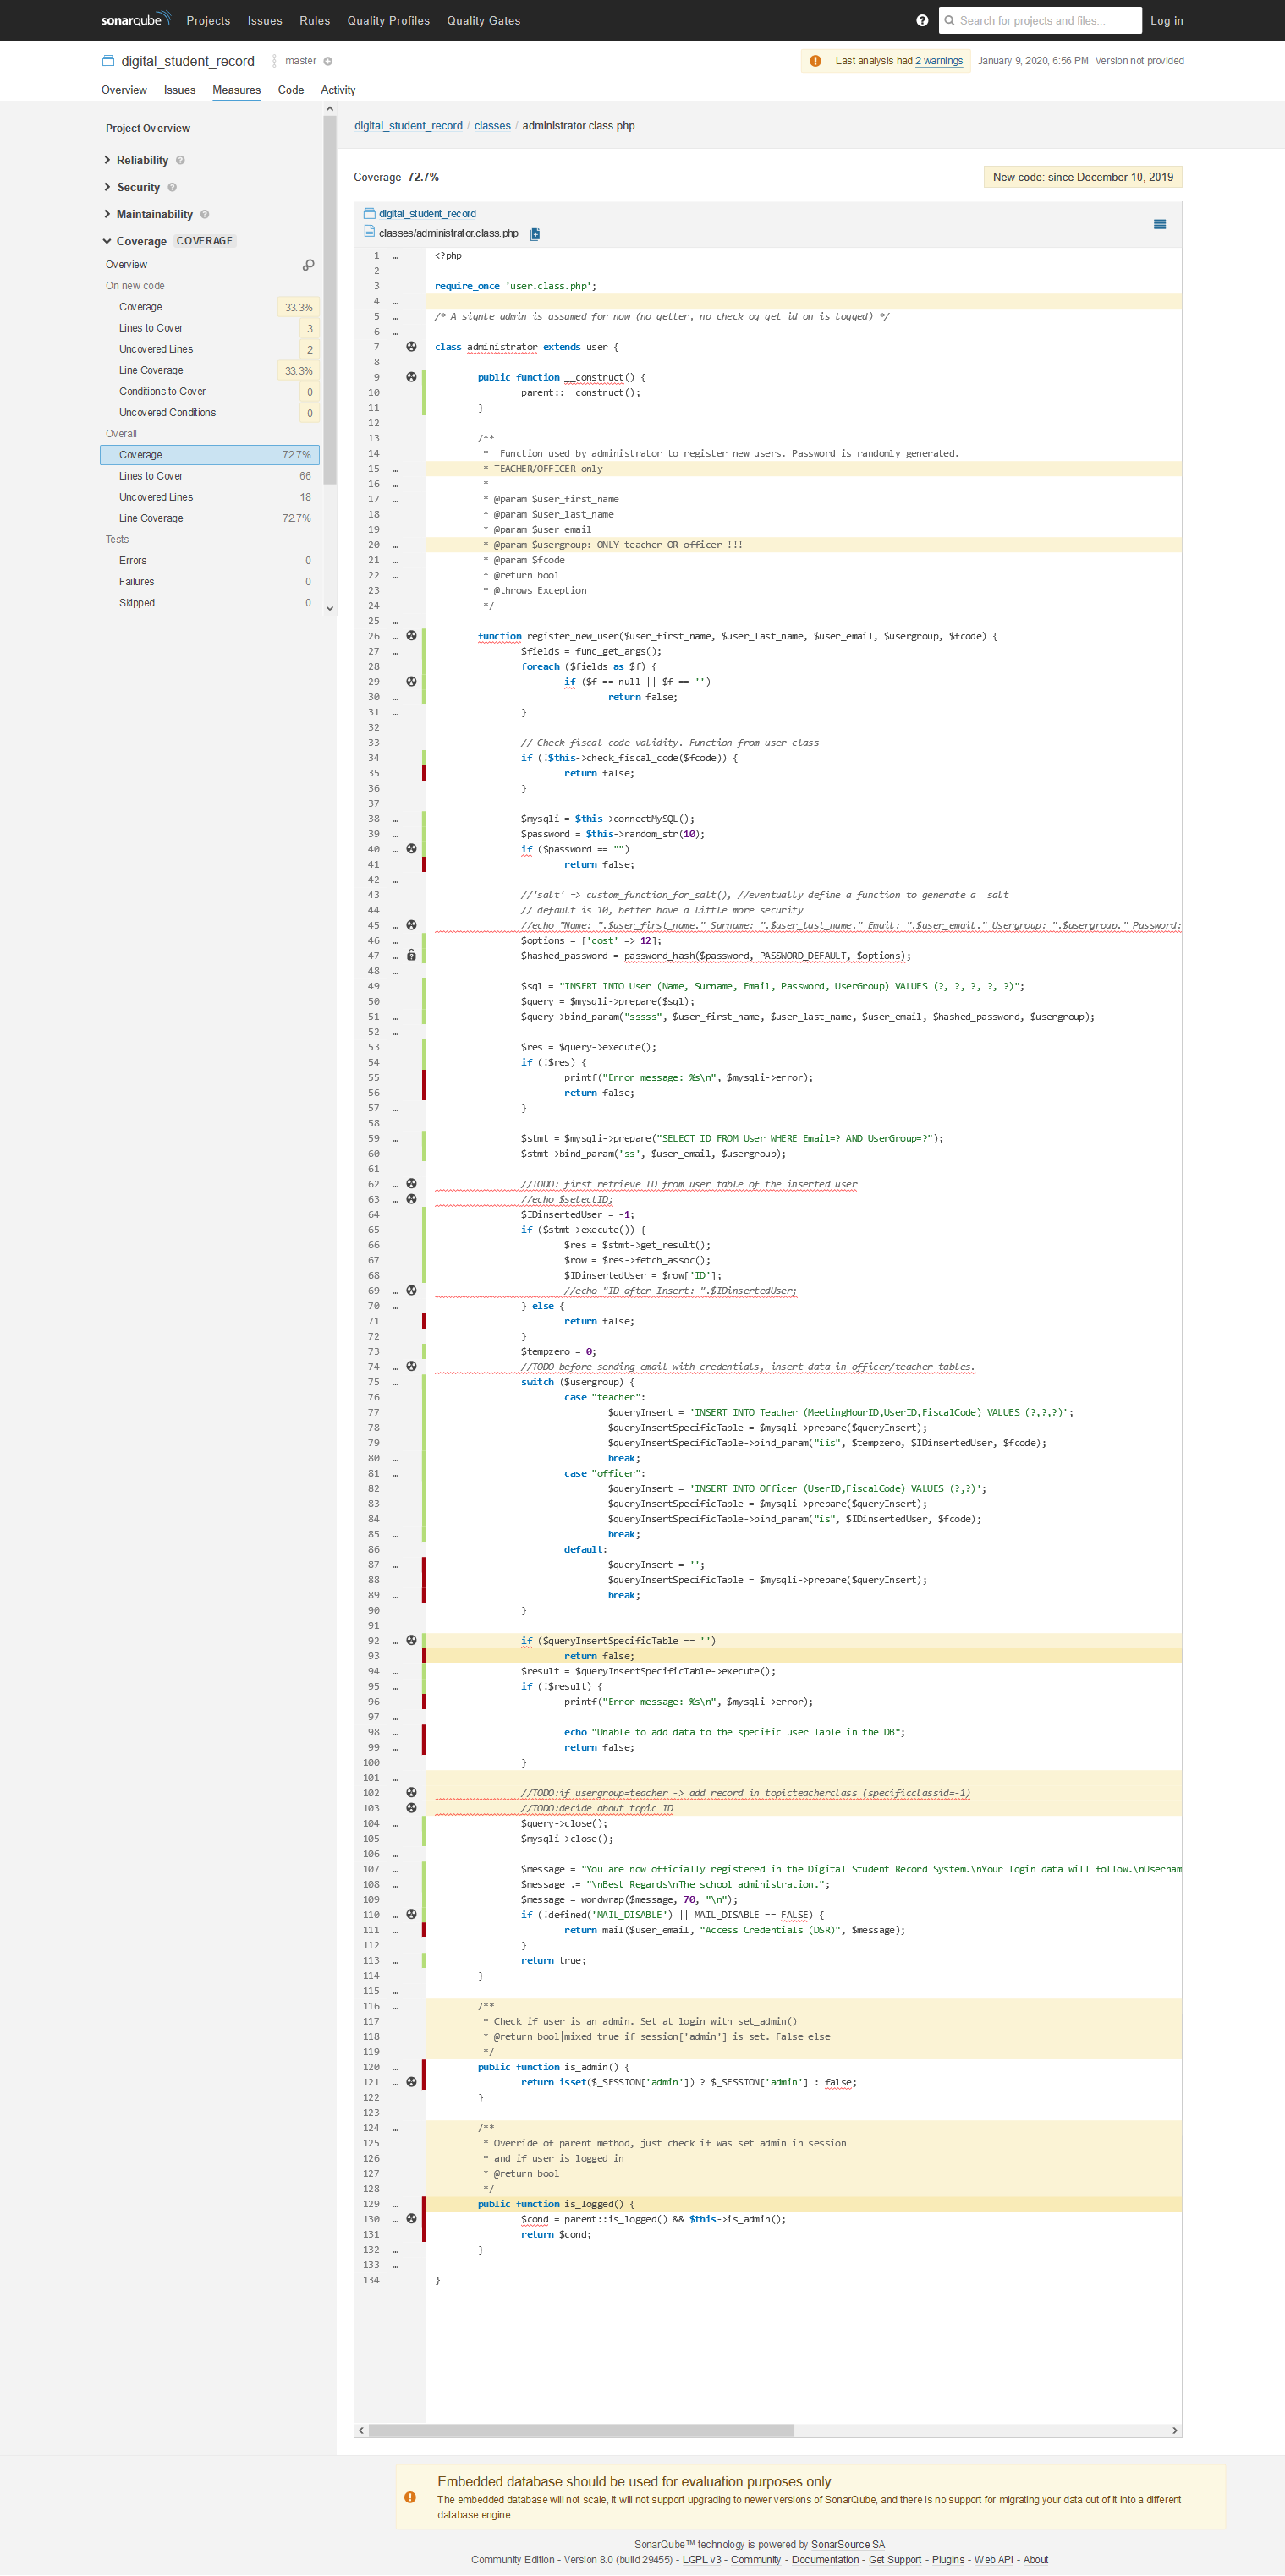 sonarqube Projects Issues Rules Quality Profiles Quality Gates Search for projects and files... Log in
digital_student_record master Last analysis had 2 warnings January 9, 2020, 6:56 PM Version not provided
Overview Issues Measures Code Activity
Project Overview
Reliability
Security
Maintainability
Coverage COVERAGE
Overview
On new code
Coverage 33.3%
Lines to Cover 3
Uncovered Lines 2
Line Coverage 33.3%
Conditions to Cover 0
Uncovered Conditions 0
Overall
Coverage 72.7%
Lines to Cover 66
Uncovered Lines 18
Line Coverage 72.7%
Tests
Errors 0
Failures 0
Skipped 0
digital_student_record / classes / administrator.class.php
Coverage 72.7% New code: since December 10, 2019
digital_student_record
classes/administrator.class.php
1 … <?php
2
3 require_once 'user.class.php';
4 …
5 … /* A signle admin is assumed for now (no getter, no check og get_id on is_logged) */
6 …
7 class administrator extends user {
8
9 public function __construct() {
10 parent::__construct();
11 }
12
13 /**
14 * Function used by administrator to register new users. Password is randomly generated.
15 … * TEACHER/OFFICER only
16 … *
17 … * @param $user_first_name
18 * @param $user_last_name
19 * @param $user_email
20 … * @param $usergroup: ONLY teacher OR officer !!!
21 … * @param $fcode
22 … * @return bool
23 * @throws Exception
24 */
25 …
26 … function register_new_user($user_first_name, $user_last_name, $user_email, $usergroup, $fcode) {
27 … $fields = func_get_args();
28 foreach ($fields as $f) {
29 if ($f == null || $f == '')
30 … return false;
31 … }
32
33 // Check fiscal code validity. Function from user class
34 if (!$this->check_fiscal_code($fcode)) {
35 return false;
36 }
37
38 … $mysqli = $this->connectMySQL();
39 … $password = $this->random_str(10);
40 … if ($password == "")
41 return false;
42 …
43 //'salt' => custom_function_for_salt(), //eventually define a function to generate a salt
44 // default is 10, better have a little more security
45 … //echo "Name: ".$user_first_name." Surname: ".$user_last_name." Email: ".$user_email." Usergroup: ".$usergroup." Password:
46 … $options = ['cost' => 12];
47 … $hashed_password = password_hash($password, PASSWORD_DEFAULT, $options);
48 …
49 $sql = "INSERT INTO User (Name, Surname, Email, Password, UserGroup) VALUES (?, ?, ?, ?, ?)";
50 $query = $mysqli->prepare($sql);
51 … $query->bind_param("sssss", $user_first_name, $user_last_name, $user_email, $hashed_password, $usergroup);
52 …
53 $res = $query->execute();
54 if (!$res) {
55 printf("Error message: %s\n", $mysqli->error);
56 return false;
57 … }
58
59 … $stmt = $mysqli->prepare("SELECT ID FROM User WHERE Email=? AND UserGroup=?");
60 $stmt->bind_param('ss', $user_email, $usergroup);
61
62 … //TODO: first retrieve ID from user table of the inserted user
63 … //echo $selectID;
64 $IDinsertedUser = -1;
65 if ($stmt->execute()) {
66 $res = $stmt->get_result();
67 $row = $res->fetch_assoc();
68 $IDinsertedUser = $row['ID'];
69 … //echo "ID after Insert: ".$IDinsertedUser;
70 … } else {
71 return false;
72 }
73 $tempzero = 0;
74 … //TODO before sending email with credentials, insert data in officer/teacher tables.
75 … switch ($usergroup) {
76 case "teacher":
77 $queryInsert = 'INSERT INTO Teacher (MeetingHourID,UserID,FiscalCode) VALUES (?,?,?)';
78 $queryInsertSpecificTable = $mysqli->prepare($queryInsert);
79 $queryInsertSpecificTable->bind_param("iis", $tempzero, $IDinsertedUser, $fcode);
80 … break;
81 … case "officer":
82 $queryInsert = 'INSERT INTO Officer (UserID,FiscalCode) VALUES (?,?)';
83 $queryInsertSpecificTable = $mysqli->prepare($queryInsert);
84 $queryInsertSpecificTable->bind_param("is", $IDinsertedUser, $fcode);
85 … break;
86 default:
87 … $queryInsert = '';
88 $queryInsertSpecificTable = $mysqli->prepare($queryInsert);
89 … break;
90 }
91
92 … if ($queryInsertSpecificTable == '')
93 return false;
94 … $result = $queryInsertSpecificTable->execute();
95 … if (!$result) {
96 printf("Error message: %s\n", $mysqli->error);
97 …
98 … echo "Unable to add data to the specific user Table in the DB";
99 … return false;
100 }
101 …
102 //TODO:if usergroup=teacher -> add record in topicteacherclass (specificclassid=-1)
103 //TODO:decide about topic ID
104 … $query->close();
105 … $mysqli->close();
106 …
107 … $message = "You are now officially registered in the Digital Student Record System.\nYour login data will follow.\nUsernam
108 … $message .= "\nBest Regards\nThe school administration.";
109 $message = wordwrap($message, 70, "\n");
110 … if (!defined('MAIL_DISABLE') || MAIL_DISABLE == FALSE) {
111 … return mail($user_email, "Access Credentials (DSR)", $message);
112 }
113 … return true;
114 }
115 …
116 … /**
117 * Check if user is an admin. Set at login with set_admin()
118 * @return bool|mixed true if session['admin'] is set. False else
119 */
120 … public function is_admin() {
121 … return isset($_SESSION['admin']) ? $_SESSION['admin'] : false;
122 }
123
124 … /**
125 * Override of parent method, just check if was set admin in session
126 * and if user is logged in
127 * @return bool
128 */
129 … public function is_logged() {
130 … $cond = parent::is_logged() && $this->is_admin();
131 return $cond;
132 … }
133 …
134 }
Embedded database should be used for evaluation purposes only
The embedded database will not scale, it will not support upgrading to newer versions of SonarQube, and there is no support for migrating your data out of it into a different
database engine.
SonarQube™ technology is powered by SonarSource SA
Community Edition - Version 8.0 (build 29455) - LGPL v3 - Community - Documentation - Get Support - Plugins - Web API - About